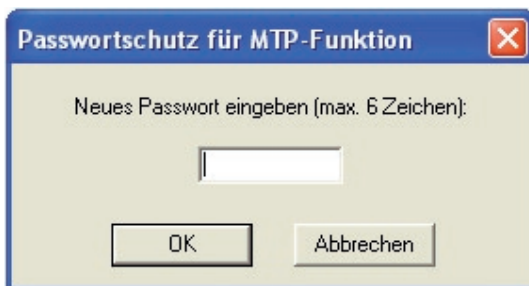 Passwortschutz für MTP-Funktion
Neues Passwort eingeben (max. 6 Zeichen):
OK
Abbrechen